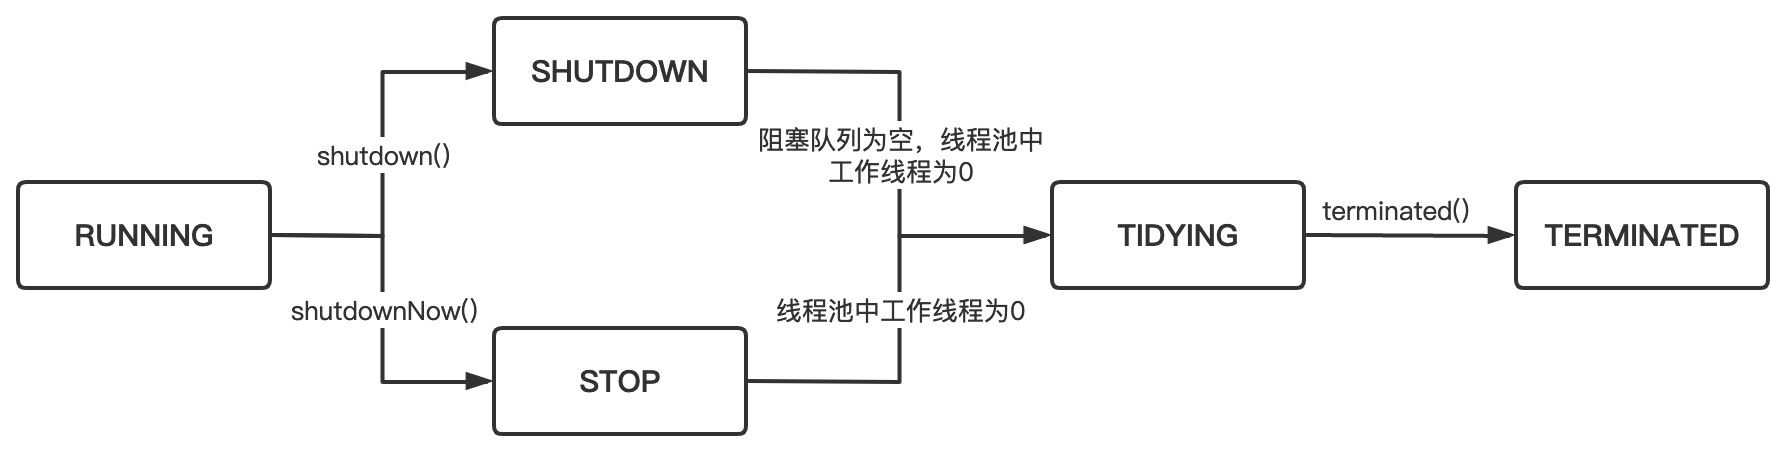 SHUTDOWN
shutdown()
阻塞队列为空，线程池中
工作线程为0
RUNNING
TIDYING
terminated()
TERMINATED
shutdownNow()
线程池中工作线程为0
STOP